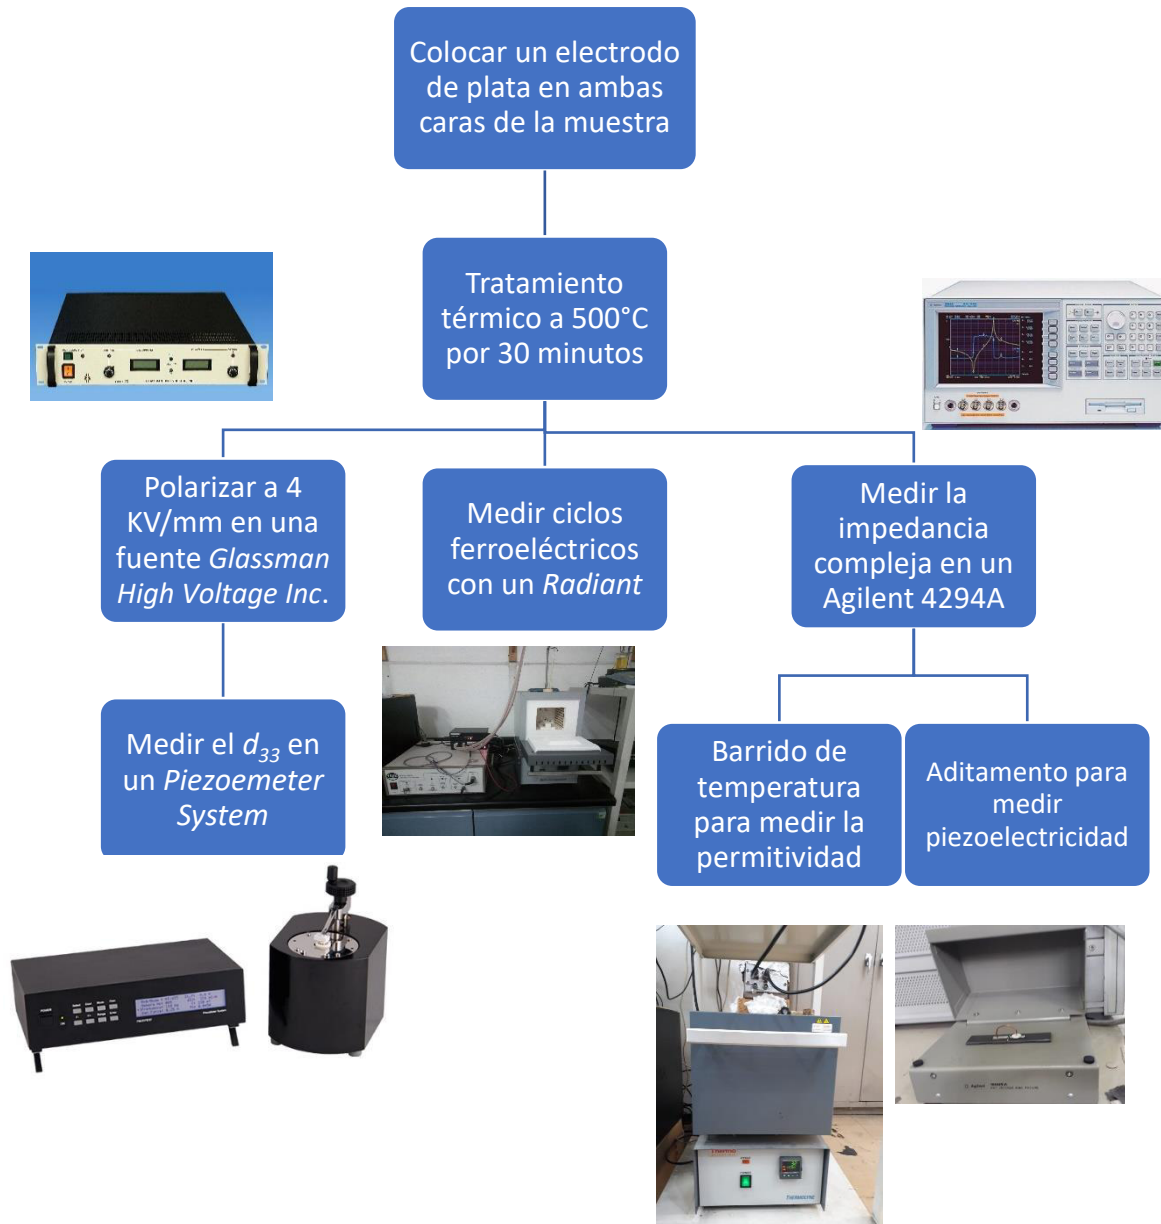 Colocar un electrodo
de plata en ambas
caras de la muestra
Tratamiento
térmico a 500°C
por 30 minutos
Polarizar a 4
KV/mm en una
fuente Glassman
High Voltage Inc.
Medir ciclos
ferroeléctricos
con un Radiant
Medir la
impedancia
compleja en un
Agilent 4294A
Medir el d33 en
un Piezoemeter
System
Barrido de
temperatura
para medir la
permitividad
Aditamento para
medir
piezoelectricidad
POWER
Agilent
THERMOLYNE